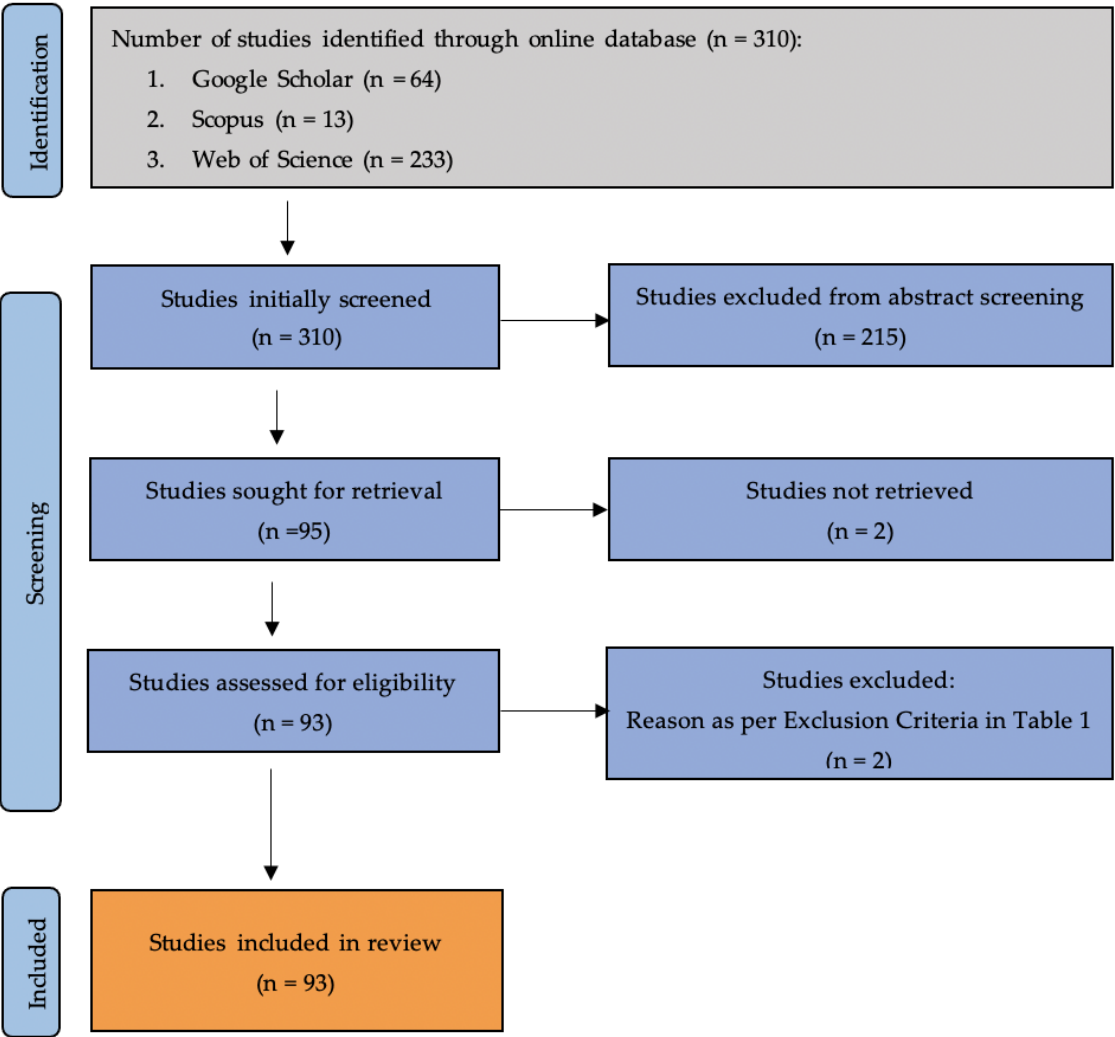 Identification
Number of studies identified through online database (n = 310):
1. Google Scholar (n = 64)
2. Scopus (n = 13)
3. Web of Science (n = 233)
Screening
Studies initially screened
(n = 310)
Studies excluded from abstract screening
(n = 215)
Studies sought for retrieval
(n =95)
Studies not retrieved
(n = 2)
Studies assessed for eligibility
(n = 93)
Studies excluded:
Reason as per Exclusion Criteria in Table 1
(n = 2)
Included
Studies included in review
(n = 93)